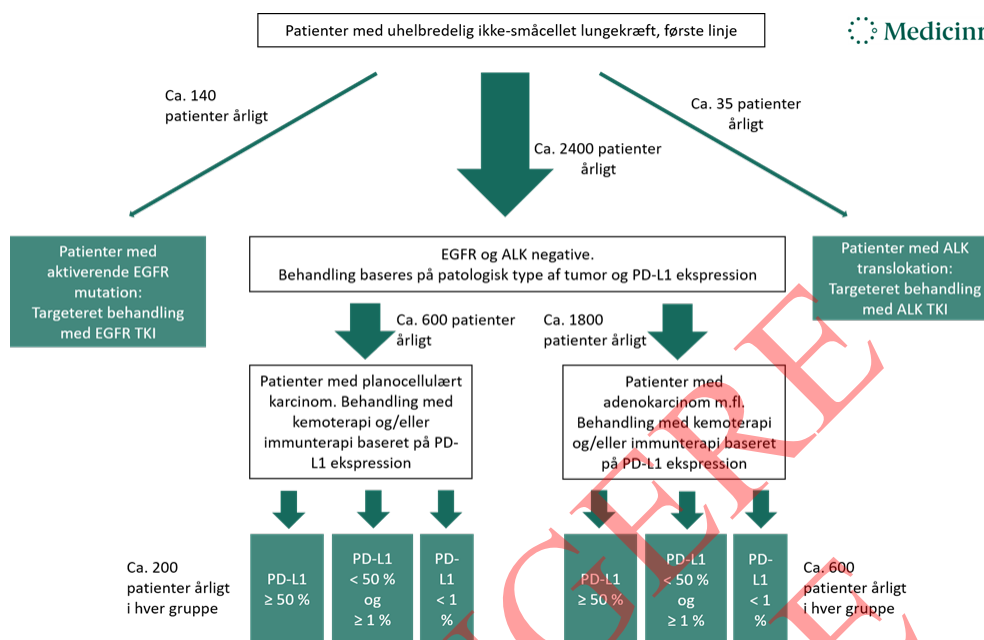 Patienter med uhelbredelig ikke-småcellet lungekræft, første linje
Medicinr
Ca. 140
patienter årligt
Ca. 2400 patienter
årligt
Ca. 35 patienter
årligt
Patienter med
aktiverende EGFR
mutation:
Targeteret behandling
med EGFR TKI
EGFR og ALK negative.
Behandling baseres på patologisk type af tumor og PD-L1 ekspression
Patienter med ALK
translokation:
Targeteret behandling
med ALK TKI
Ca. 600 patienter
årligt
Ca. 1800
patienter årligt
Patienter med planocellulært
karcinom. Behandling med
kemoterapi og/eller
immunterapi baseret på PD-
L1 ekspression
Patienter med
adenokarcinom m.fl.
Behandling med kemoterapi
og/eller immunterapi baseret
på PD-L1 ekspression
Ca. 200
patienter årligt
i hver gruppe
PD-L1
≥ 50 %
PD-L1
< 50 %
og
≥ 1 %
PD-
L1
< 1
%
PD-L1
≥ 50 %
PD-L1
< 50 %
og
≥ 1 %
PD-
L1
< 1
%
Ca. 600
patienter årligt
i hver gruppe
GERE